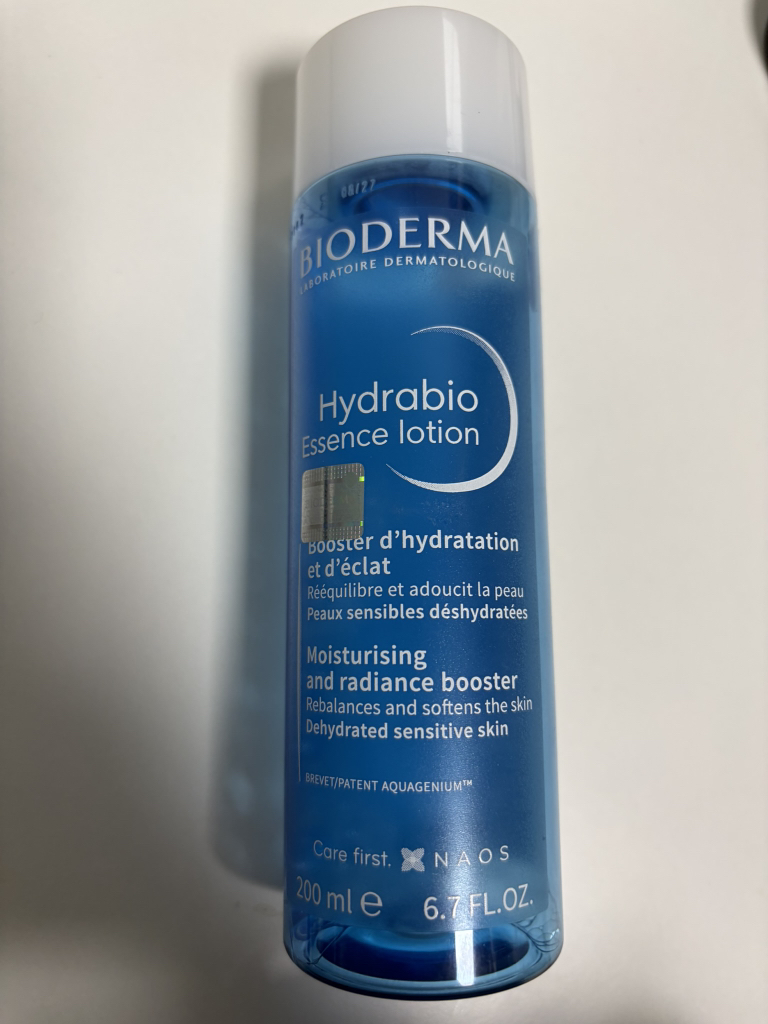 08/27
BIODERMA
LABORATOIRE DERMATOLOGIQUE
Hydrabio
Essence lotion
Booster d'hydratation
et d'éclat
Rééquilibre et adoucit la peau
Peaux sensibles déshydratées
Moisturising
and radiance booster
Rebalances and softens the skin
Dehydrated sensitive skin
BREVET/PATENT AQUAGENIUM™
Care first. NAOS
200 ml e 6.7 FL.OZ.